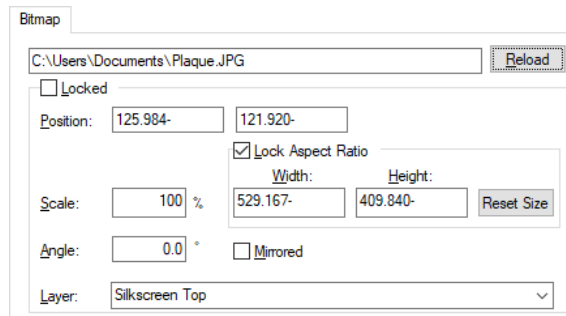 Bitmap
C:\Users\Documents\Plaque.JPG Reload
Locked
Position: 125.984- 121.920-
Lock Aspect Ratio
Width: Height:
Scale: 100 % 529.167- 409.840- Reset Size
Angle: 0.0 ° Mirrored
Layer: Silkscreen Top